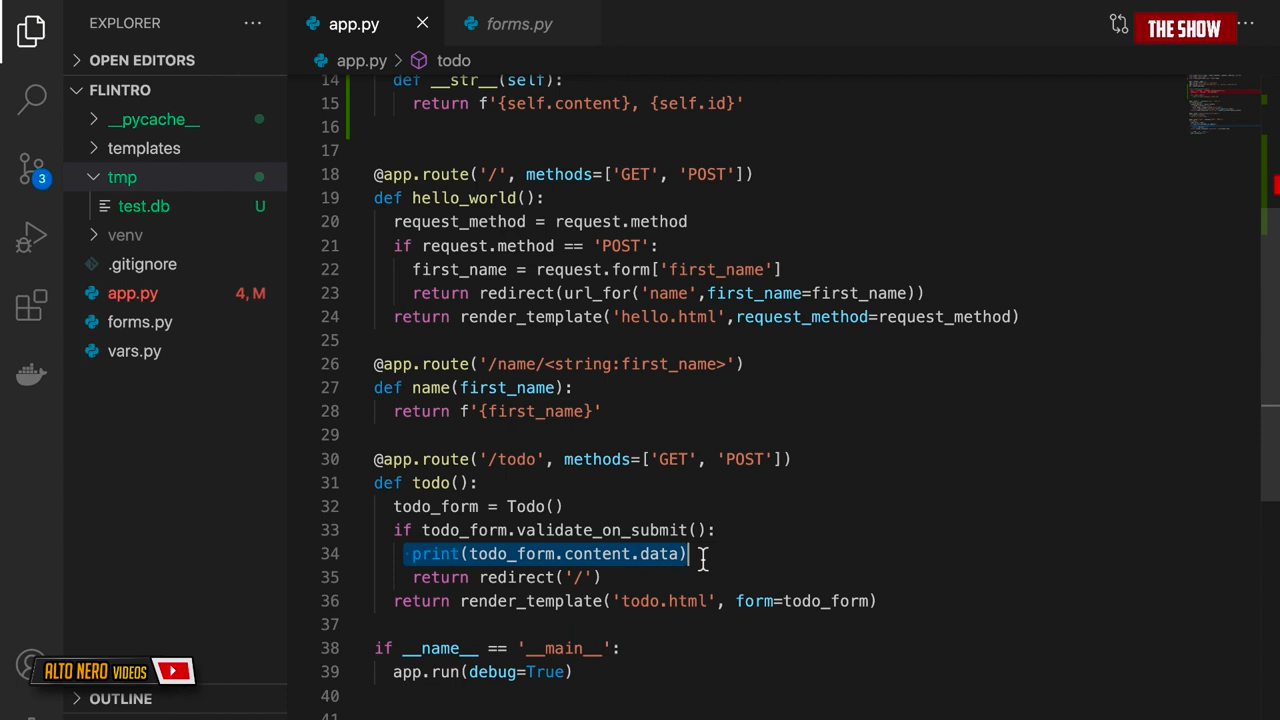 EXPLORER
OPEN EDITORS
FLINTRO
__pycache__
templates
tmp
test.db U
venv
.gitignore
app.py 4, M
forms.py
vars.py
OUTLINE
3
app.py
forms.py
THE SHOW
app.py > todo
14 def __str__(self):
15 return f'{self.content}, {self.id}'
16
17
18 @app.route('/', methods=['GET', 'POST'])
19 def hello_world():
20 request_method = request.method
21 if request.method == 'POST':
22 first_name = request.form['first_name']
23 return redirect(url_for('name',first_name=first_name))
24 return render_template('hello.html',request_method=request_method)
25
26 @app.route('/name/<string:first_name>')
27 def name(first_name):
28 return f'{first_name}'
29
30 @app.route('/todo', methods=['GET', 'POST'])
31 def todo():
32 todo_form = Todo()
33 if todo_form.validate_on_submit():
34 print(todo_form.content.data)
35 return redirect('/')
36 return render_template('todo.html', form=todo_form)
37
38 if __name__ == '__main__':
39 app.run(debug=True)
40
ALTO NERO VIDEOS